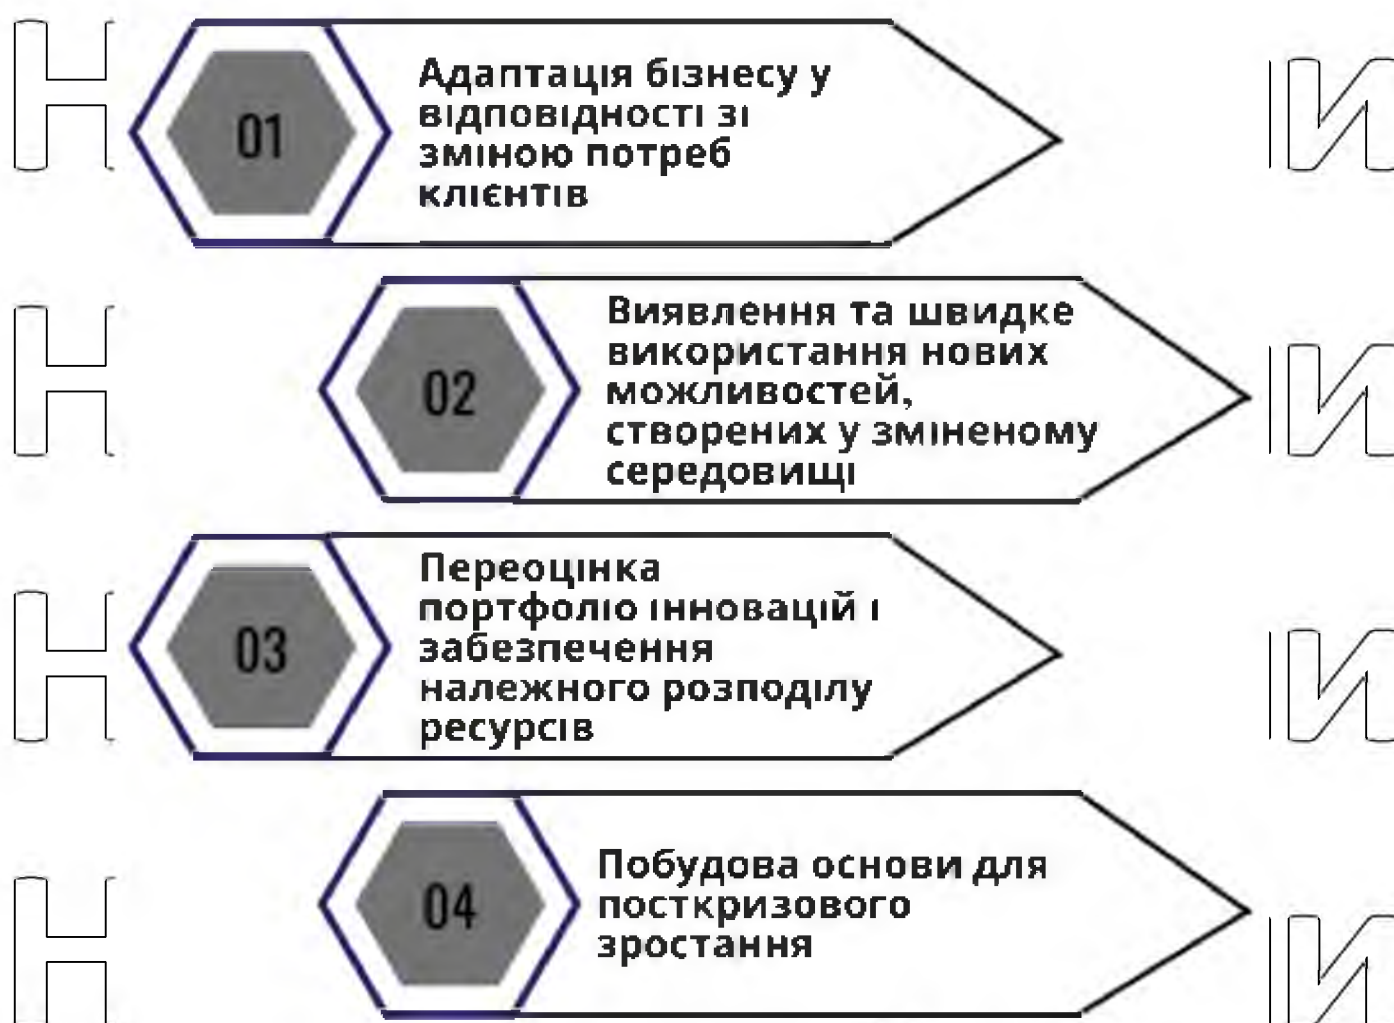 01
Адаптація бізнесу у
відповідності зі
зміною потреб
клієнтів
02
Виявлення та швидке
використання нових
можливостей,
створених у зміненому
середовищі
03
Переоцінка
портфоліо інновацій і
забезпечення
належного розподілу
ресурсів
04
Побудова основи для
посткризового
зростання